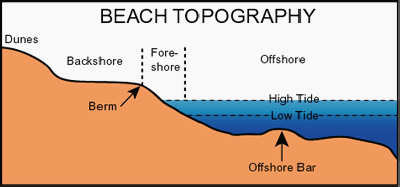 BEACH TOPOGRAPHY
Dunes
Backshore
Fore-
shore
Offshore
High Tide
Berm
Low Tide
Offshore Bar